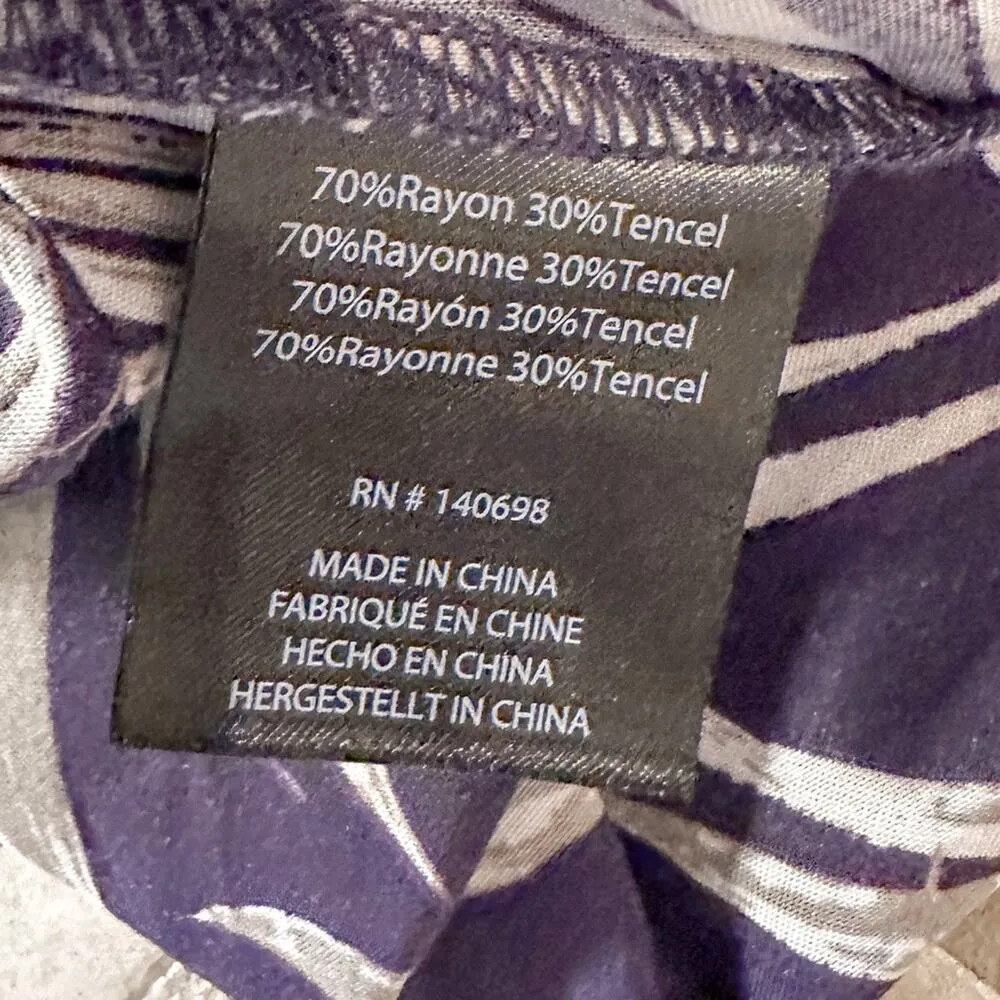 70%Rayon 30%Tencel
70%Rayonne 30%Tencel
70%Rayón 30%Tencel
70%Rayonne 30%Tencel
RN # 140698
MADE IN CHINA
FABRIQUÉ EN CHINE
HECHO EN CHINA
HERGESTELLT IN CHINA